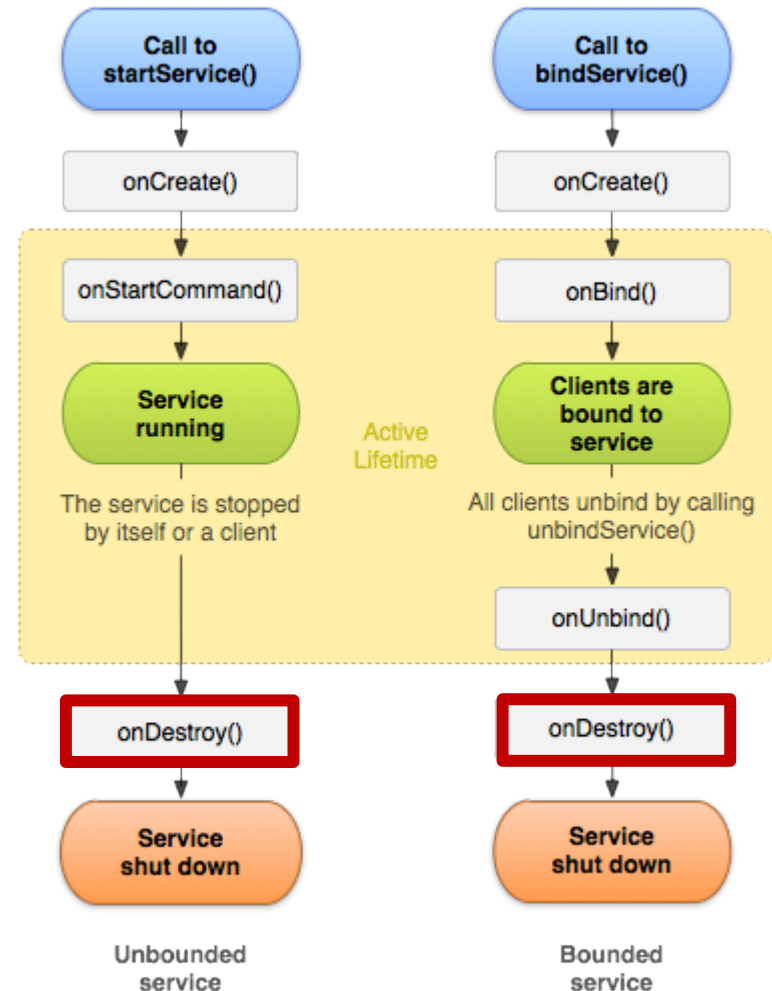 Call to
startService()
onCreate()
onStartCommand()
Service
running
The service is stopped
by itself or a client
onDestroy()
Service
shut down
Unbounded
service
Active
Lifetime
Call to
bindService()
onCreate()
onBind()
Clients are
bound to
service
All clients unbind by calling
unbindService()
onUnbind()
onDestroy()
Service
shut down
Bounded
service